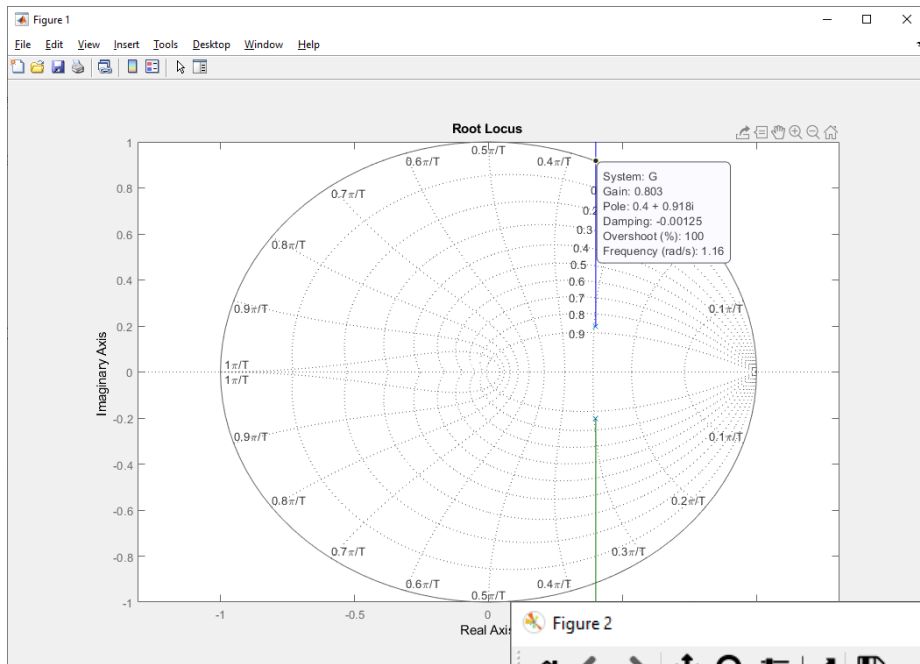 Figure 1
File Edit View Insert Tools Desktop Window Help
Root Locus
1
0.5π/T
0.6π/T
0.4π/T
0.7π/T
System: G
Gain: 0.803
Pole: 0.4 + 0.918i
Damping: -0.00125
Overshoot (%): 100
Frequency (rad/s): 1.16
0.8
0.2
0.3
0.6
0.8π/T
0.4
0.5
0.4
0.6
0.7
0.9π/T
0.1π/T
0.8
0.2
0.9
1π/T
0
1π/T
Imaginary Axis
-0.2
0.9π/T
0.1π/T
-0.4
0.8π/T
0.2π/T
-0.6
0.7π/T
0.3π/T
-0.8
0.6π/T
0.4π/T
0.5π/T
-1
-1
-0.5
0
Figure 2